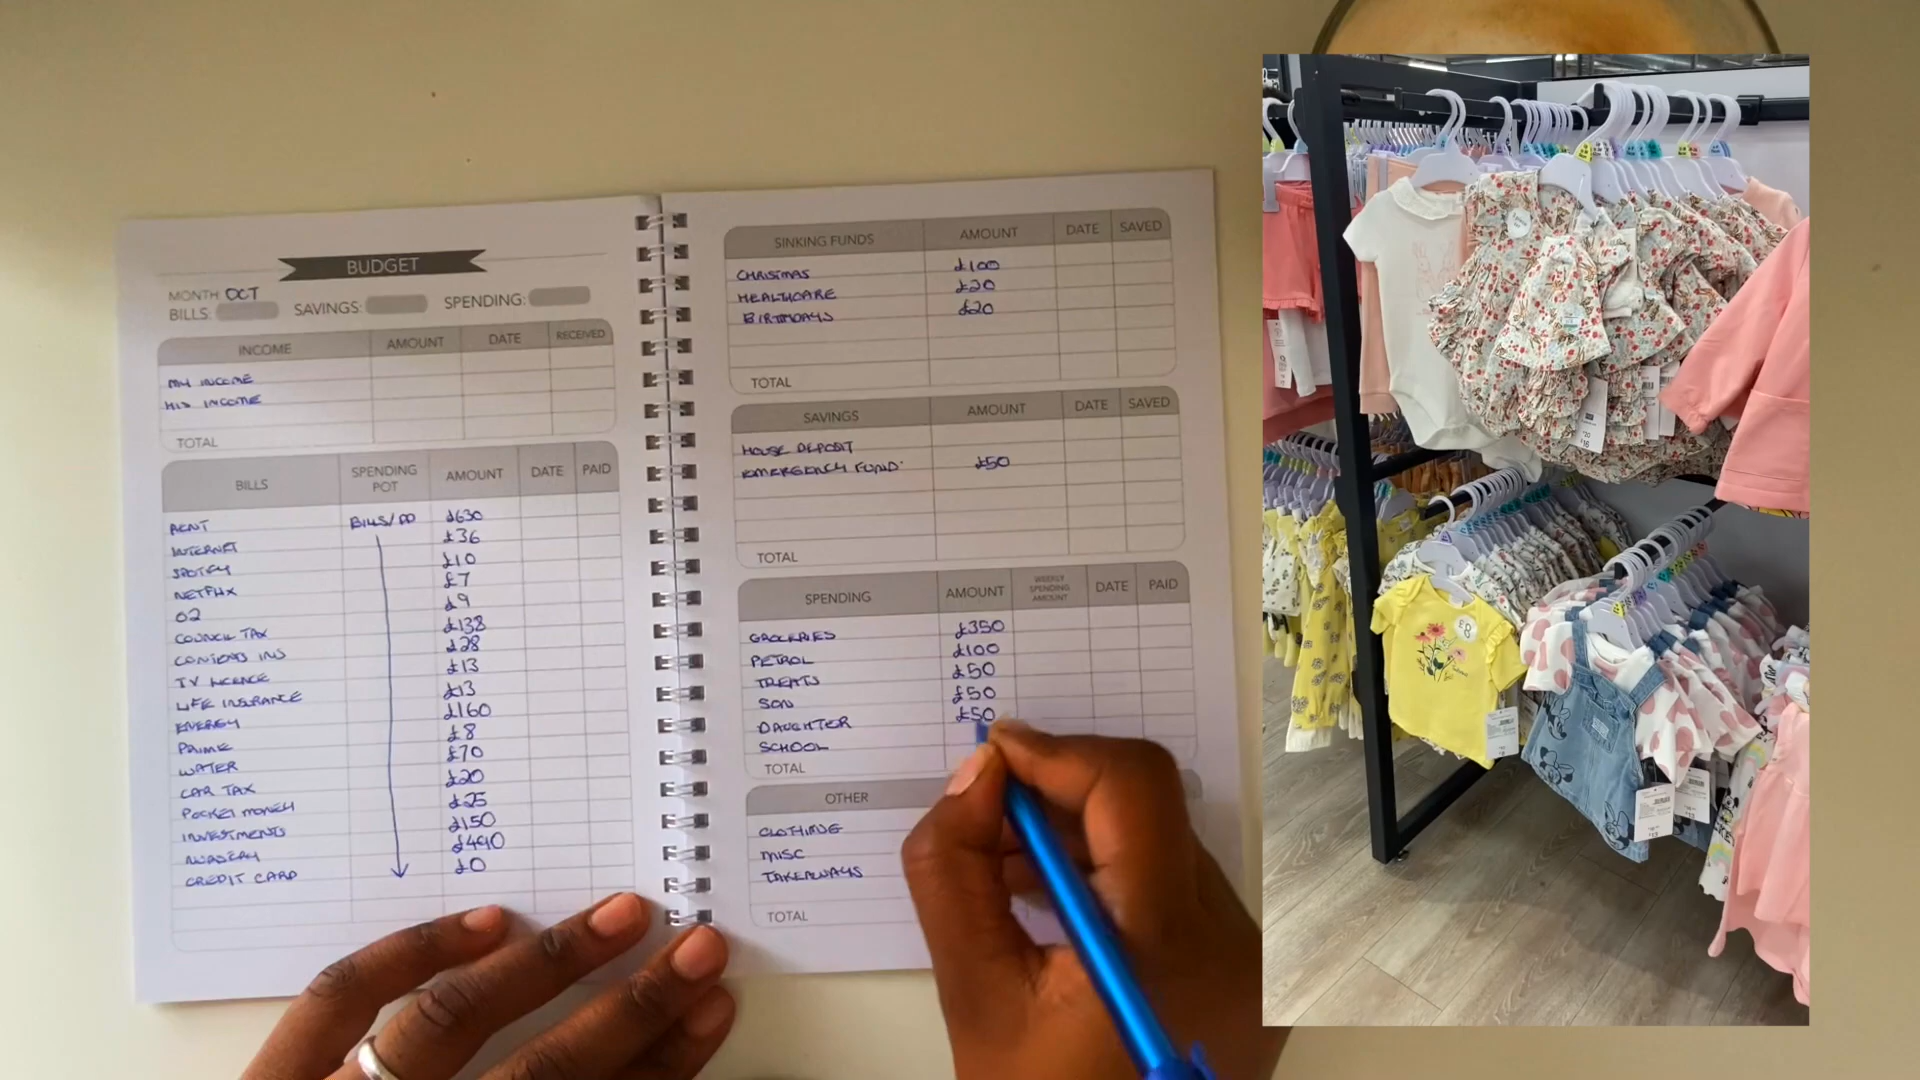 BUDGET
MONTH: OCT
BILLS: SAVINGS: SPENDING:
INCOME AMOUNT DATE RECEIVED
MY INCOME
HIS INCOME
TOTAL
BILLS SPENDING POT AMOUNT DATE PAID
RENT BILLS/DD £630
INTERNET £36
SPOTIFY £10
NETFLIX £7
O2 £9
COUNCIL TAX £138
CONTENTS INS £28
TV LICENCE £13
LIFE INSURANCE £13
ENERGY £160
PRIME £8
WATER £70
CAR TAX £20
POCKET MONEY £25
INVESTMENTS £150
NURSERY £490
CREDIT CARD £0
SINKING FUNDS AMOUNT DATE SAVED
CHRISTMAS £100
HEALTHCARE £20
BIRTHDAYS £20
TOTAL
SAVINGS AMOUNT DATE SAVED
HOUSE DEPOSIT
EMERGENCY FUND £50
TOTAL
SPENDING AMOUNT WEEKLY SPENDING AMOUNT DATE PAID
GROCERIES £350
PETROL £100
TREATS £50
SON £50
DAUGHTER £50
SCHOOL
TOTAL
OTHER
CLOTHING
MISC
TAKEAWAYS
TOTAL
£8